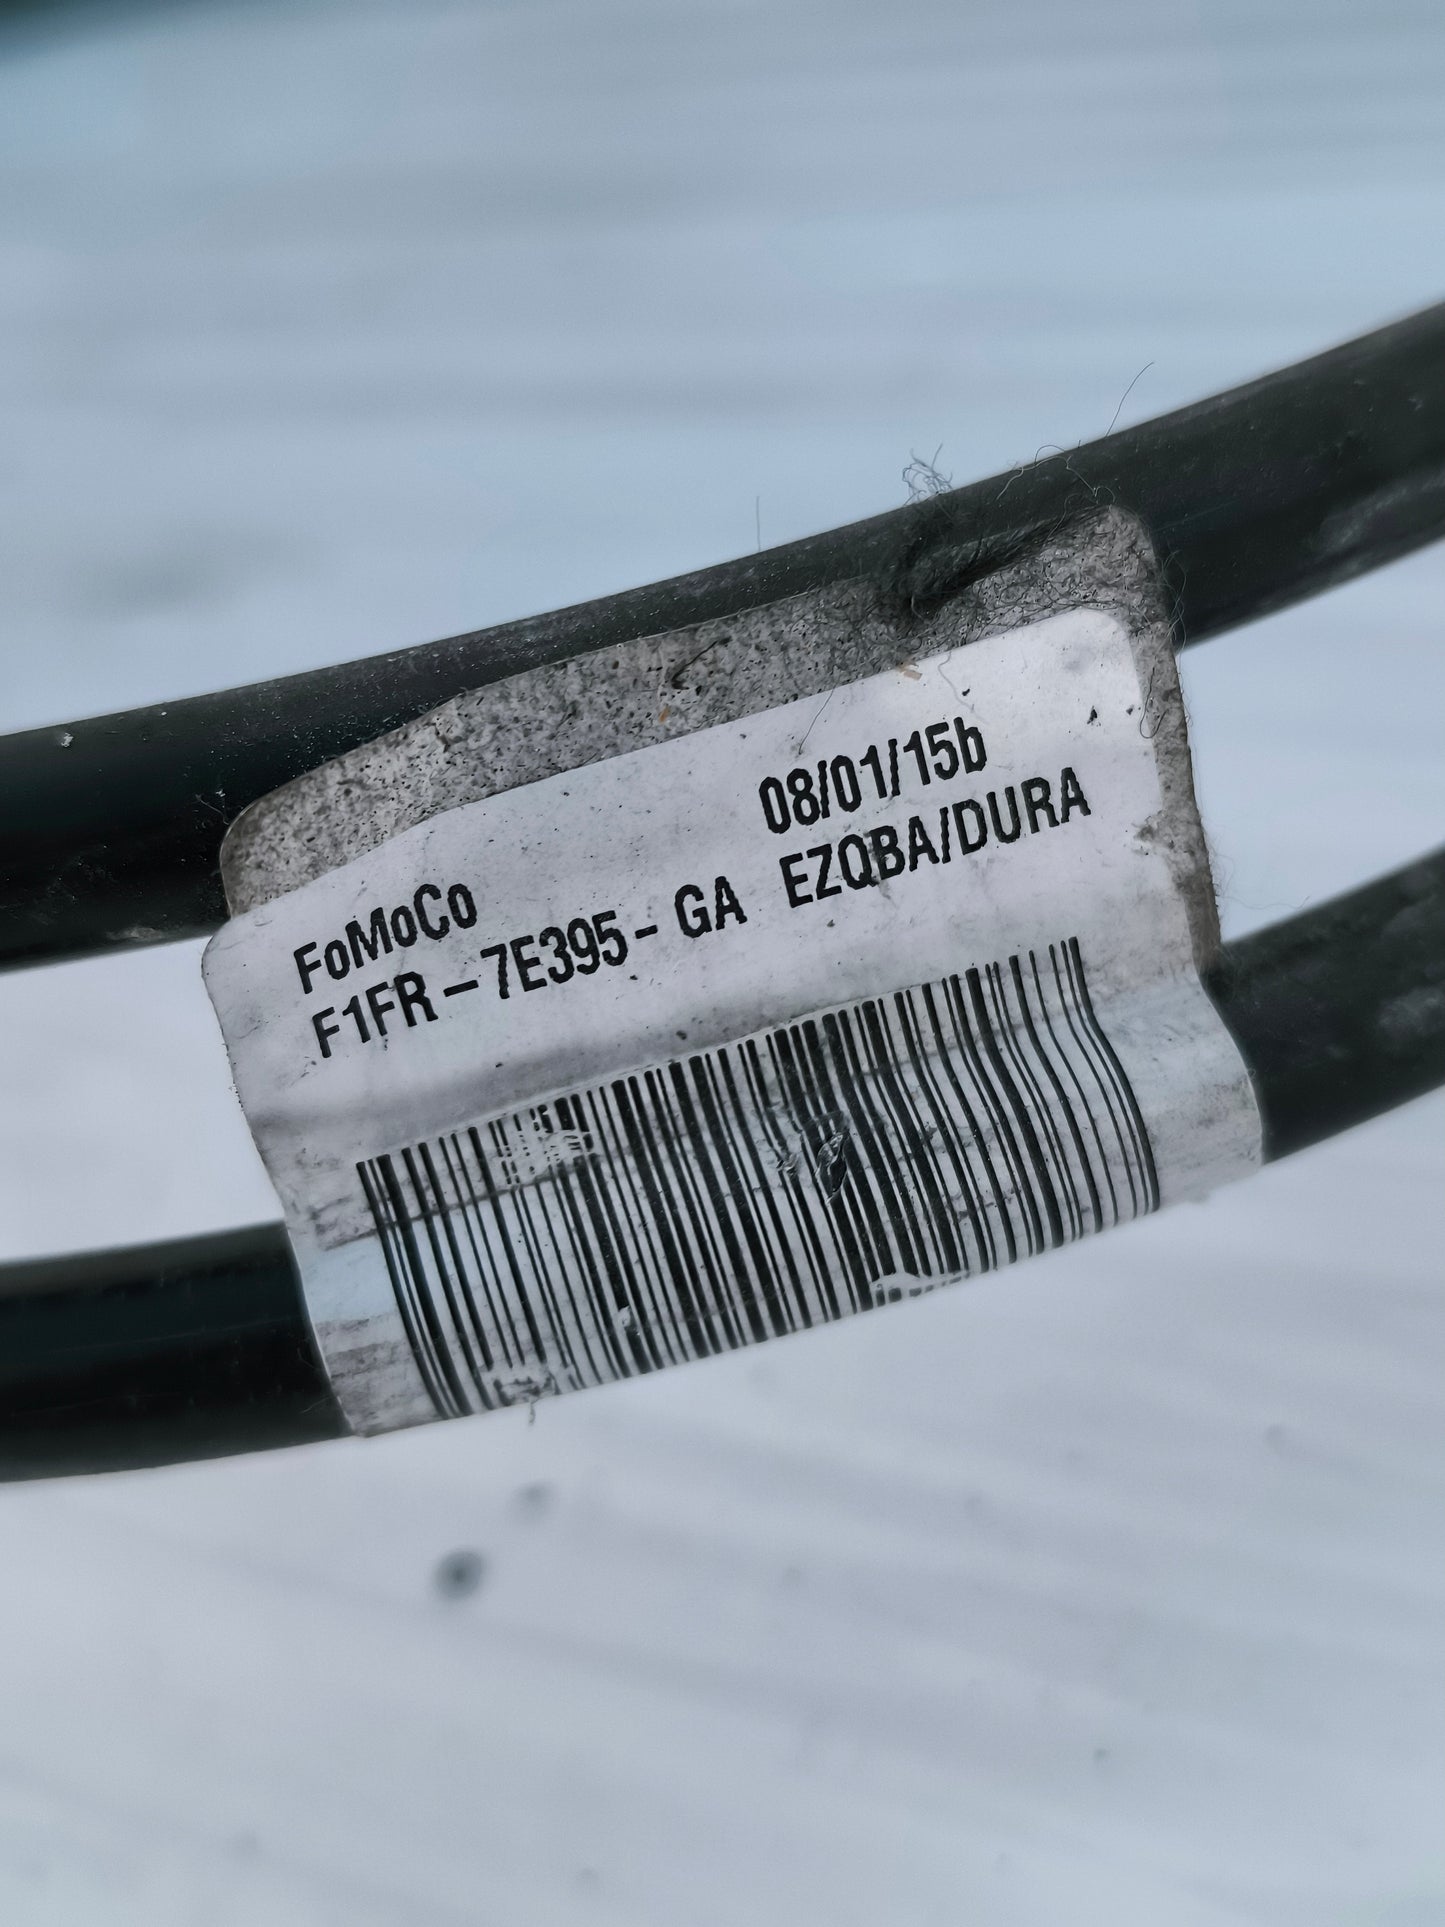 08/01/15b
FoMoCo
F1FR-7E395-GA EZQBA/DURA